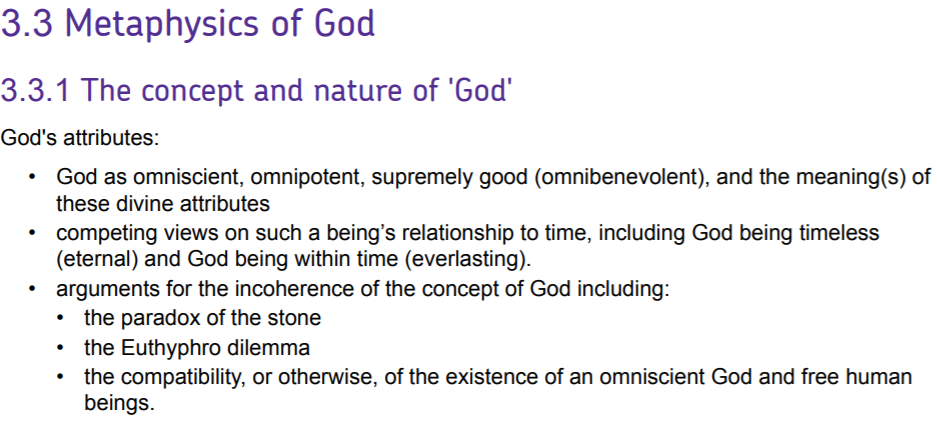 3.3 Metaphysics of God
3.3.1 The concept and nature of 'God'
God's attributes:
• God as omniscient, omnipotent, supremely good (omnibenevolent), and the meaning(s) of
these divine attributes
• competing views on such a being’s relationship to time, including God being timeless
(eternal) and God being within time (everlasting).
• arguments for the incoherence of the concept of God including:
• the paradox of the stone
• the Euthyphro dilemma
• the compatibility, or otherwise, of the existence of an omniscient God and free human
beings.